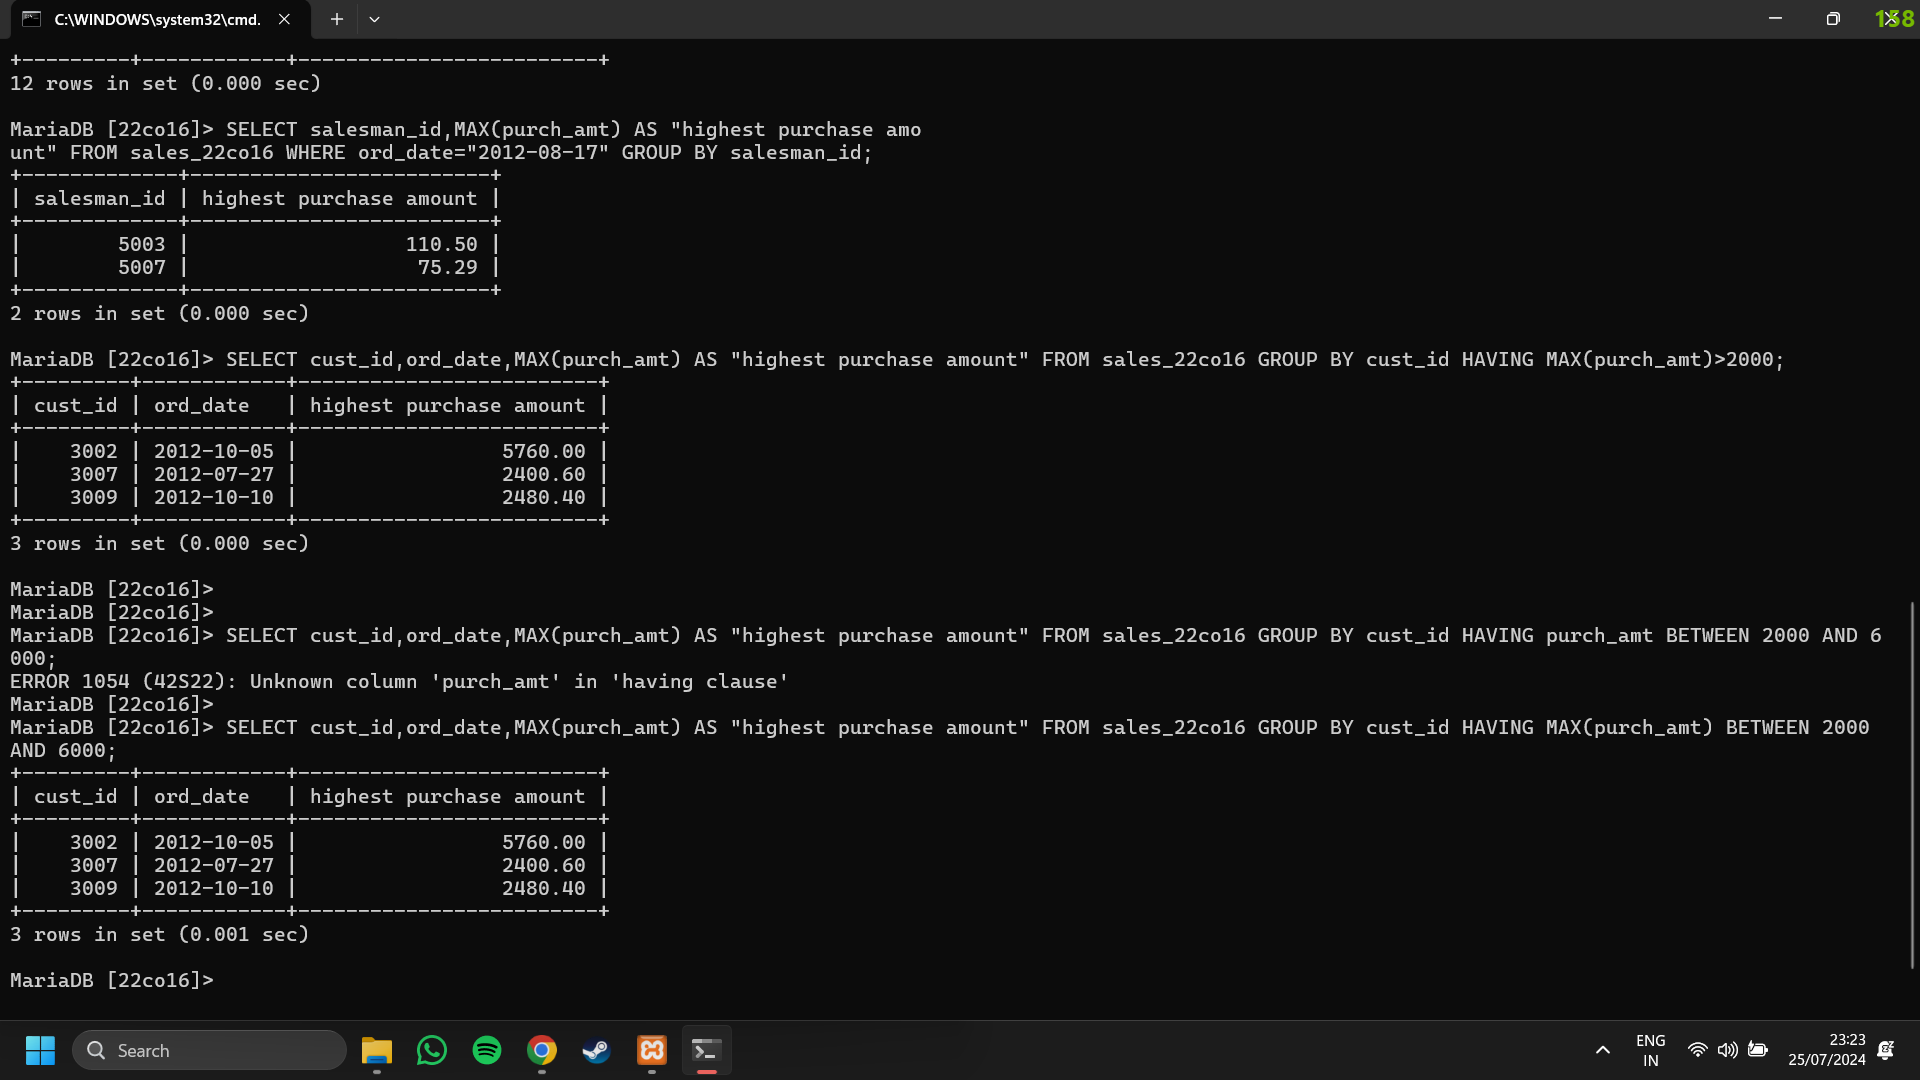 C:\WINDOWS\system32\cmd.
158
+---------+------------+-------------------------+
12 rows in set (0.000 sec)
MariaDB [22co16]> SELECT salesman_id,MAX(purch_amt) AS "highest purchase amo
unt" FROM sales_22co16 WHERE ord_date="2012-08-17" GROUP BY salesman_id;
+-------------+-------------------------+
| salesman_id | highest purchase amount |
+-------------+-------------------------+
|        5003 |                  110.50 |
|        5007 |                   75.29 |
+-------------+-------------------------+
2 rows in set (0.000 sec)
MariaDB [22co16]> SELECT cust_id,ord_date,MAX(purch_amt) AS "highest purchase amount" FROM sales_22co16 GROUP BY cust_id HAVING MAX(purch_amt)>2000;
+---------+------------+-------------------------+
| cust_id | ord_date   | highest purchase amount |
+---------+------------+-------------------------+
|    3002 | 2012-10-05 |                 5760.00 |
|    3007 | 2012-07-27 |                 2400.60 |
|    3009 | 2012-10-10 |                 2480.40 |
+---------+------------+-------------------------+
3 rows in set (0.000 sec)
MariaDB [22co16]>
MariaDB [22co16]>
MariaDB [22co16]> SELECT cust_id,ord_date,MAX(purch_amt) AS "highest purchase amount" FROM sales_22co16 GROUP BY cust_id HAVING purch_amt BETWEEN 2000 AND 6
000;
ERROR 1054 (42S22): Unknown column 'purch_amt' in 'having clause'
MariaDB [22co16]>
MariaDB [22co16]> SELECT cust_id,ord_date,MAX(purch_amt) AS "highest purchase amount" FROM sales_22co16 GROUP BY cust_id HAVING MAX(purch_amt) BETWEEN 2000
AND 6000;
+---------+------------+-------------------------+
| cust_id | ord_date   | highest purchase amount |
+---------+------------+-------------------------+
|    3002 | 2012-10-05 |                 5760.00 |
|    3007 | 2012-07-27 |                 2400.60 |
|    3009 | 2012-10-10 |                 2480.40 |
+---------+------------+-------------------------+
3 rows in set (0.001 sec)
MariaDB [22co16]>
Search
ENG
IN
23:23
25/07/2024